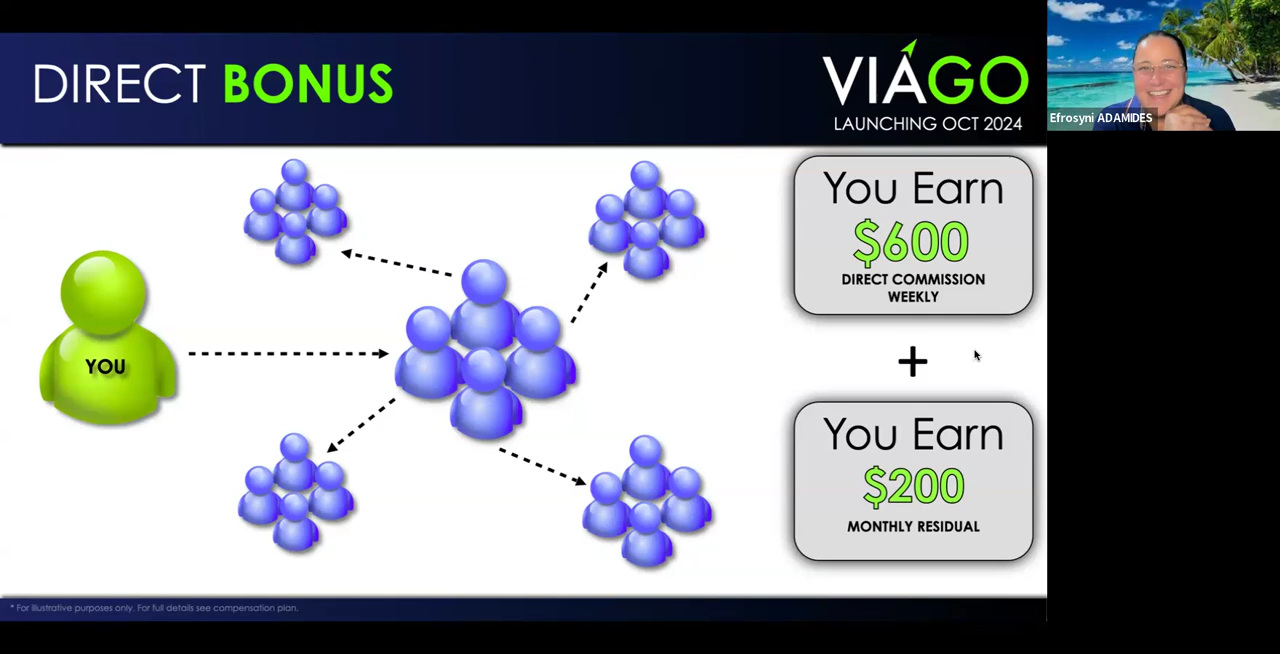 DIRECT BONUS
VIAGO
LAUNCHING OCT 2024
Efrosyni ADAMIDES
YOU
You Earn
$600
DIRECT COMMISSION
WEEKLY
+
You Earn
$200
MONTHLY RESIDUAL
* For illustrative purposes only. For full details see compensation plan.